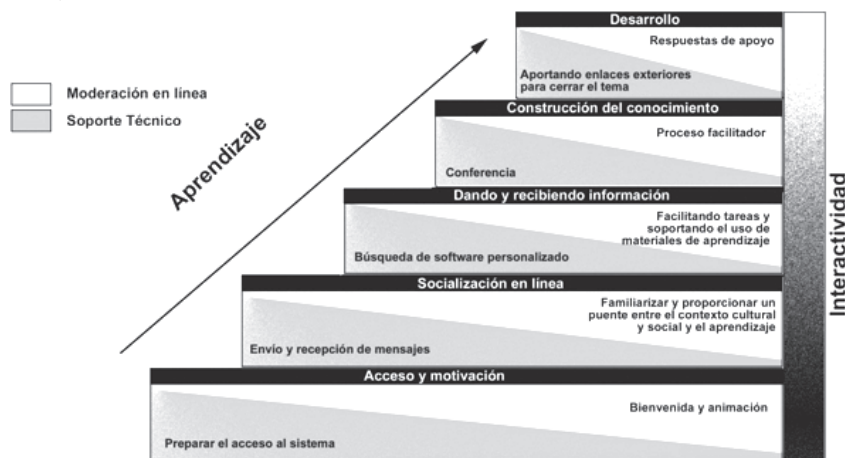 Desarrollo
Respuestas de apoyo
Aportando enlaces exteriores
para cerrar el tema
Construcción del conocimiento
Proceso facilitador
Conferencia
Dando y recibiendo información
Facilitando tareas y
soportando el uso de
materiales de aprendizaje
Búsqueda de software personalizado
Socialización en línea
Familiarizar y proporcionar un
puente entre el contexto cultural
y social y el aprendizaje
Envío y recepción de mensajes
Acceso y motivación
Bienvenida y animación
Preparar el acceso al sistema
Moderación en línea
Soporte Técnico
Aprendizaje
Interactividad